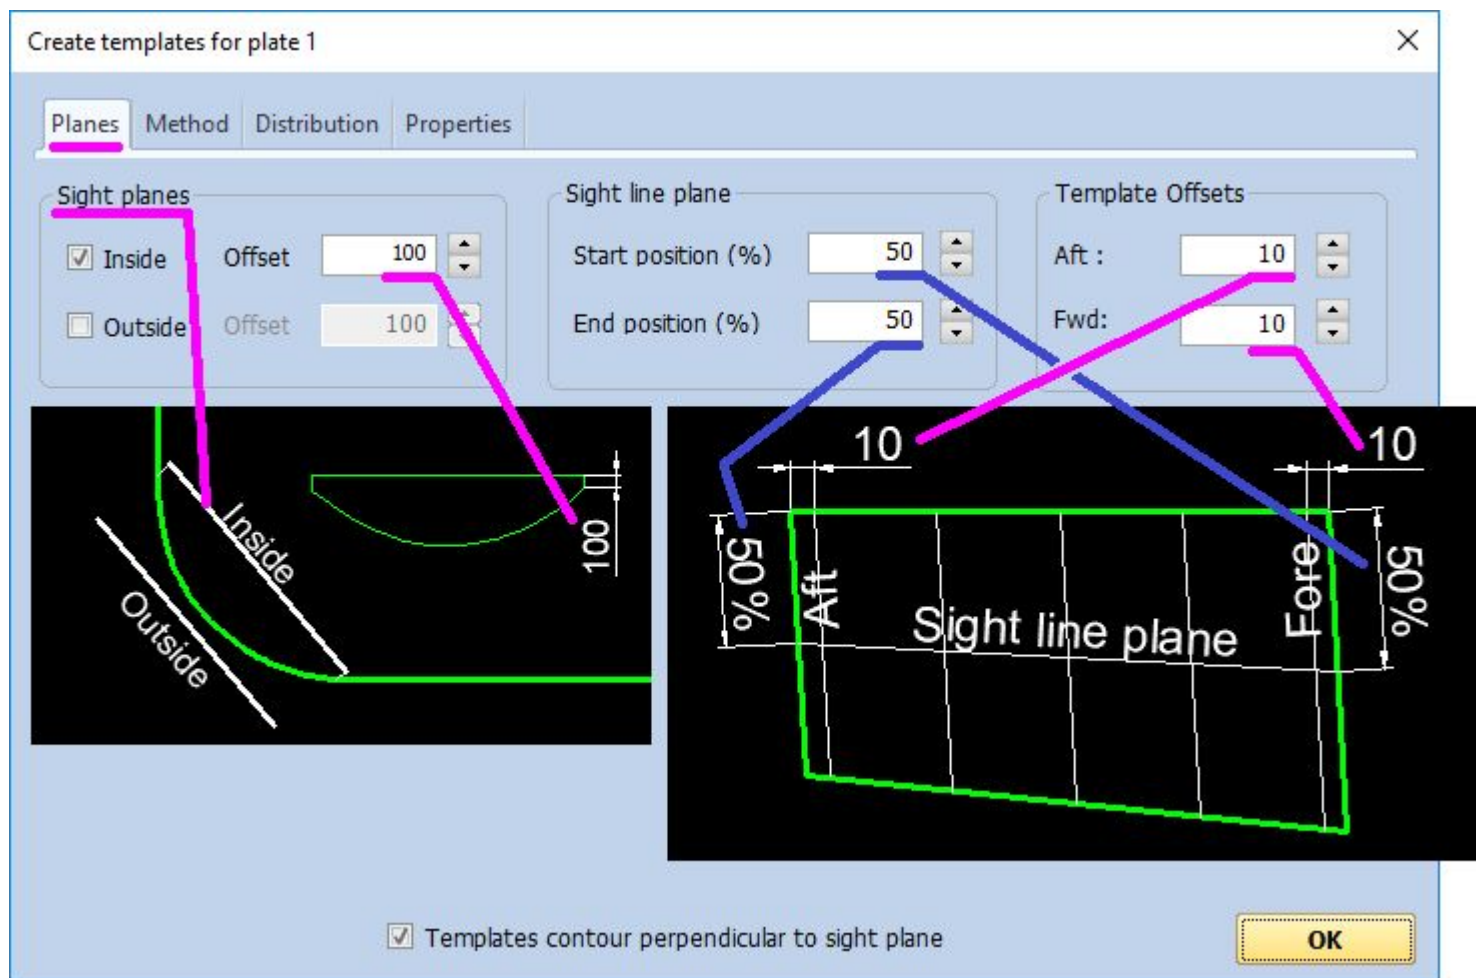 Create templates for plate 1
Planes Method Distribution Properties
Sight planes
Inside Offset 100
Outside Offset 100
Sight line plane
Start position (%) 50
End position (%) 50
Template Offsets
Aft : 10
Fwd: 10
Inside
Outside
100
10
10
50%
Aft
Sight line plane
Fore
50%
Templates contour perpendicular to sight plane
OK